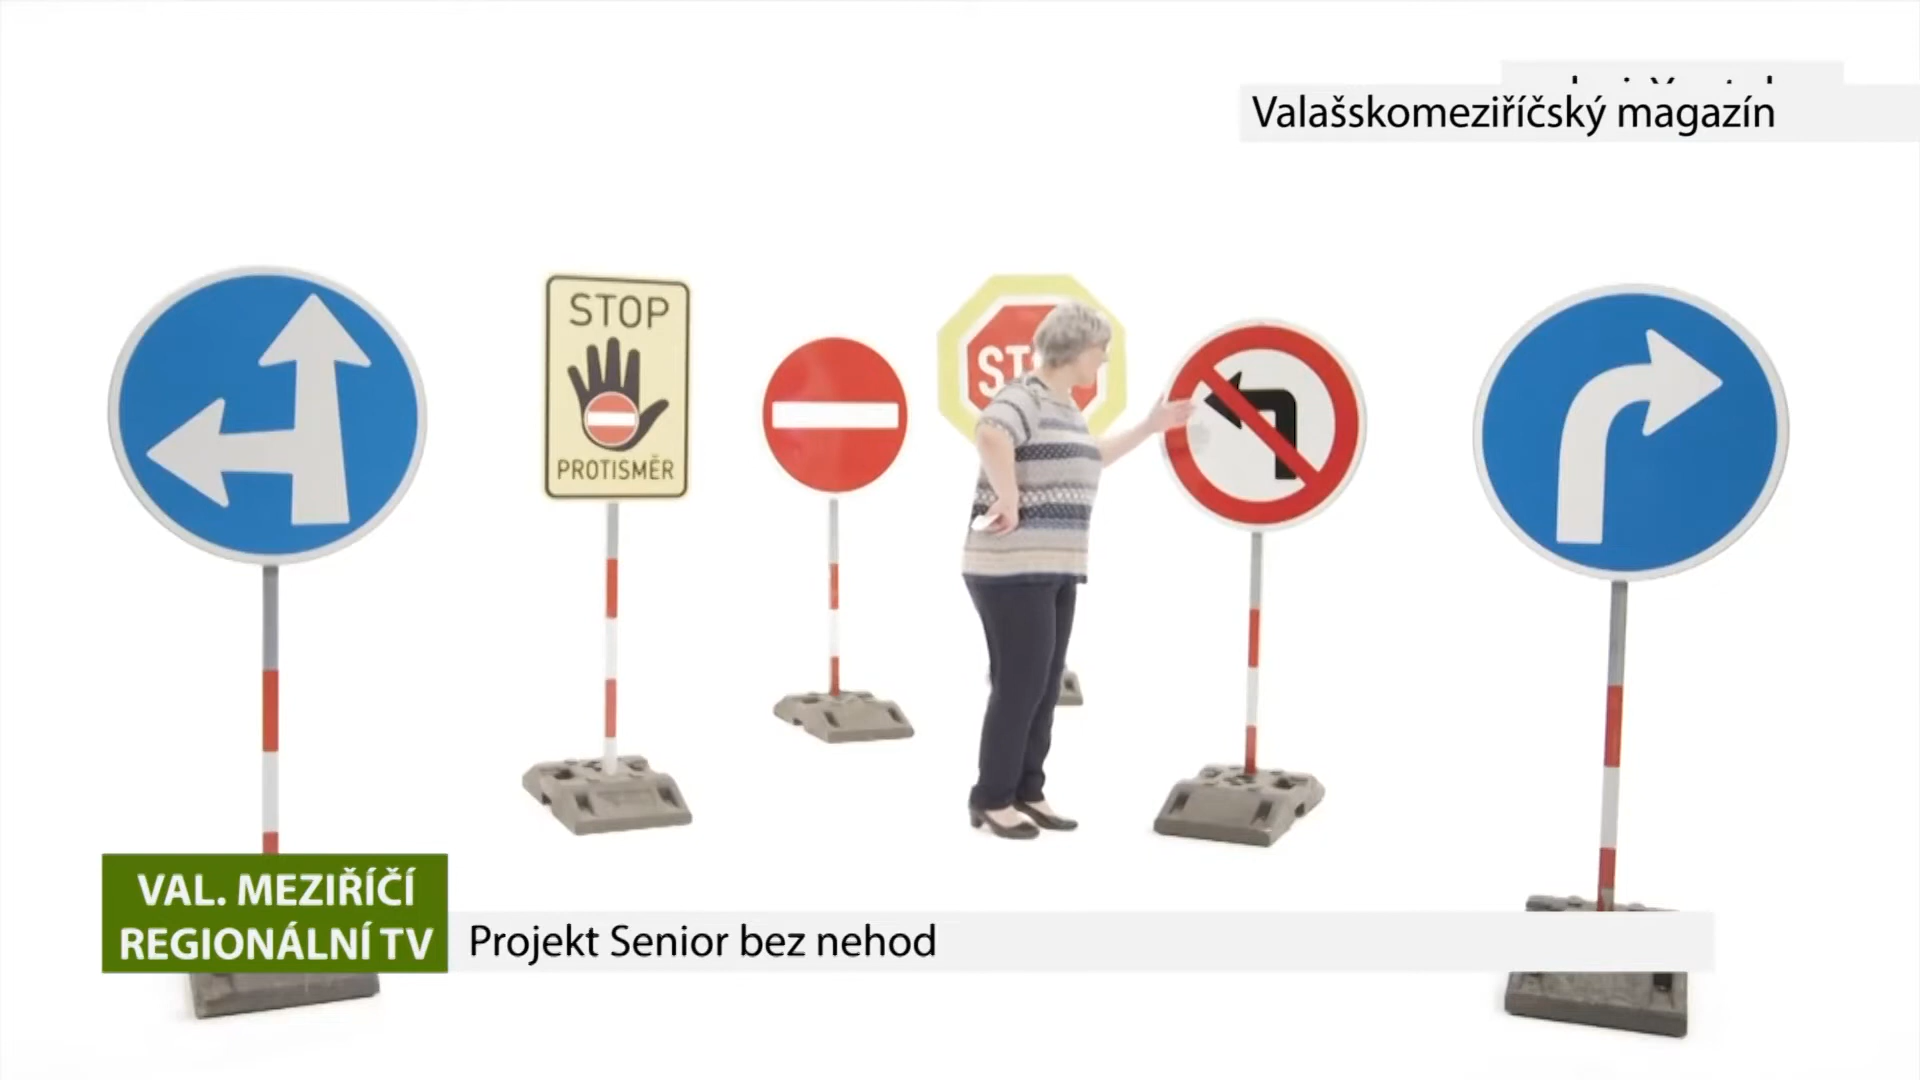 Valašskomeziříčský magazín
STOP
PROTISMĚR
VAL. MEZIŘÍČÍ
REGIONÁLNÍ TV
Projekt Senior bez nehod